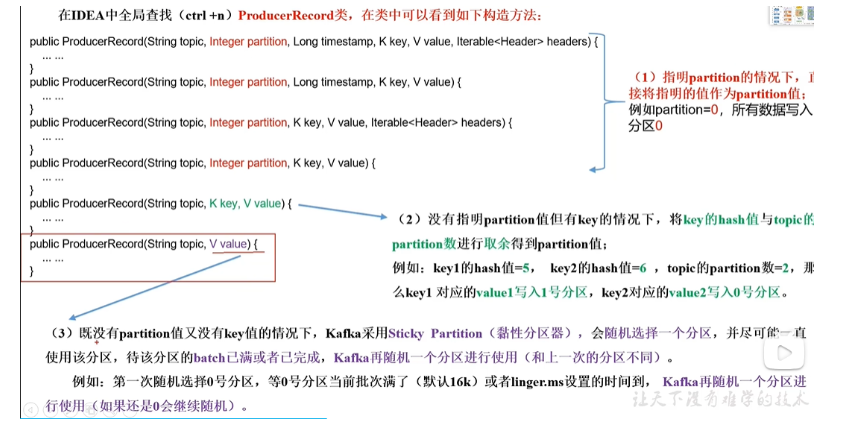 在IDEA中全局查找（ctrl +n）ProducerRecord类，在类中可以看到如下构造方法：
public ProducerRecord(String topic, Integer partition, Long timestamp, K key, V value, Iterable<Header> headers) {
... ...
}
public ProducerRecord(String topic, Integer partition, Long timestamp, K key, V value) {
... ...
}
public ProducerRecord(String topic, Integer partition, K key, V value, Iterable<Header> headers) {
... ...
}
public ProducerRecord(String topic, Integer partition, K key, V value) {
... ...
}
public ProducerRecord(String topic, K key, V value) {
... ...
}
public ProducerRecord(String topic, V value) {
... ...
}
（1）指明partition的情况下，直
接将指明的值作为partition值；
例如partition=0，所有数据写入
分区0
（2）没有指明partition值但有key的情况下，将key的hash值与topic的
partition数进行取余得到partition值；
例如：key1的hash值=5， key2的hash值=6 ，topic的partition数=2，那
么key1 对应的value1写入1号分区，key2对应的value2写入0号分区。
（3）既没有partition值又没有key值的情况下，Kafka采用Sticky Partition（黏性分区器），会随机选择一个分区，并尽可能一直
使用该分区，待该分区的batch已满或者已完成，Kafka再随机一个分区进行使用（和上一次的分区不同）。
例如：第一次随机选择0号分区，等0号分区当前批次满了（默认16k）或者linger.ms设置的时间到， Kafka再随机一个分区进
行使用（如果还是0会继续随机）。
让天下没有难学的技术